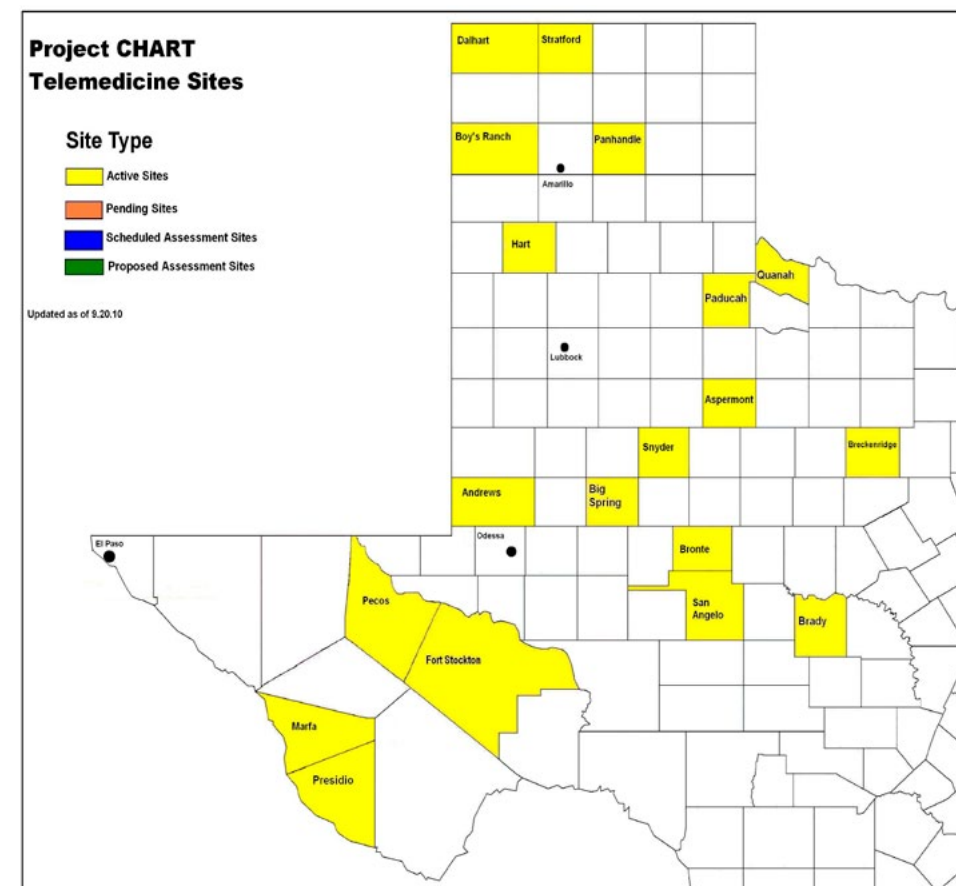 Project CHART
Telemedicine Sites
Site Type
Active Sites
Pending Sites
Scheduled Assessment Sites
Proposed Assessment Sites
Updated as of 9.20.10
Dalhart
Stratford
Boy's Ranch
Panhandle
Amarillo
Hart
Quanah
Paducah
Lubbock
Aspermont
Snyder
Breckenridge
Andrews
Big
Spring
Odessa
El Paso
Bronte
Pecos
San
Angelo
Brady
Fort Stockton
Marfa
Presidio